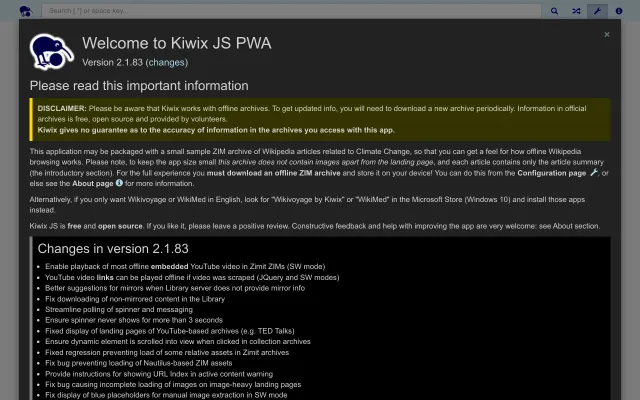 Search [.*] or space key...
×
Welcome to Kiwix JS PWA
Version 2.1.83 (changes)
Please read this important information
DISCLAIMER: Please be aware that Kiwix works with offline archives. To get updated info, you will need to download a new archive periodically. Information in official
archives is free, open source and provided by volunteers.
Kiwix gives no guarantee as to the accuracy of information in the archives you access with this app.
This application may be packaged with a small sample ZIM archive of Wikipedia articles related to Climate Change, so that you can get a feel for how offline Wikipedia
browsing works. Please note, to keep the app size small this archive does not contain images apart from the landing page, and each article contains only the article summary
(the introductory section). For the full experience you must download an offline ZIM archive and store it on your device! You can do this from the Configuration page , or
else see the About page for more information.
Alternatively, if you only want Wikivoyage or WikiMed in English, look for "Wikivoyage by Kiwix" or "WikiMed" in the Microsoft Store (Windows 10) and install those apps
instead.
Kiwix JS is free and open source. If you like it, please leave a positive review. Constructive feedback and help with improving the app are very welcome: see About section.
Changes in version 2.1.83
• Enable playback of most offline embedded YouTube video in Zimit ZIMs (SW mode)
• YouTube video links can be played offline if video was scraped (JQuery and SW modes)
• Better suggestions for mirrors when Library server does not provide mirror info
• Fix downloading of non-mirrored content in the Library
• Streamline polling of spinner and messaging
• Ensure spinner never shows for more than 3 seconds
• Fixed display of landing pages of YouTube-based archives (e.g. TED Talks)
• Ensure dynamic element is scrolled into view when clicked in collection archives
• Fixed regression preventing load of some relative assets in Zimit archives
• Fix bug preventing loading of Nautilus-based ZIM assets
• Provide instructions for showing URL Index in active content warning
• Fix bug causing incomplete loading of images on image-heavy landing pages
• Fix display of blue placeholders for manual image extraction in SW mode